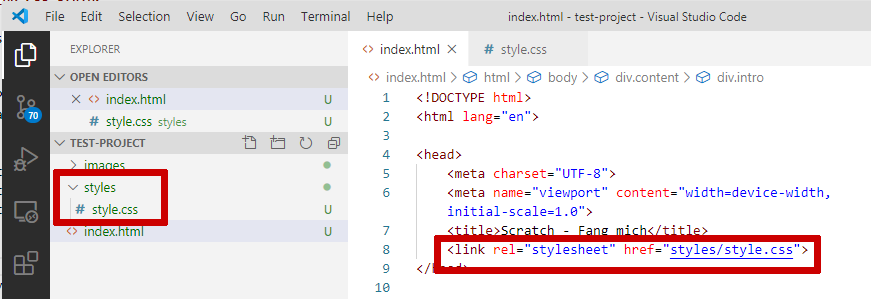 File Edit Selection View Go Run Terminal Help index.html - test-project - Visual Studio Code
EXPLORER
OPEN EDITORS
index.html U
style.css styles U
TEST-PROJECT
images
styles
style.css U
index.html U
70
index.html style.css
index.html > html > body > div.content > div.intro
1 <!DOCTYPE html>
2 <html lang="en">
3
4 <head>
5 <meta charset="UTF-8">
6 <meta name="viewport" content="width=device-width,
initial-scale=1.0">
7 <title>Scratch - Fang mich</title>
8 <link rel="stylesheet" href="styles/style.css">
9 </head>
10